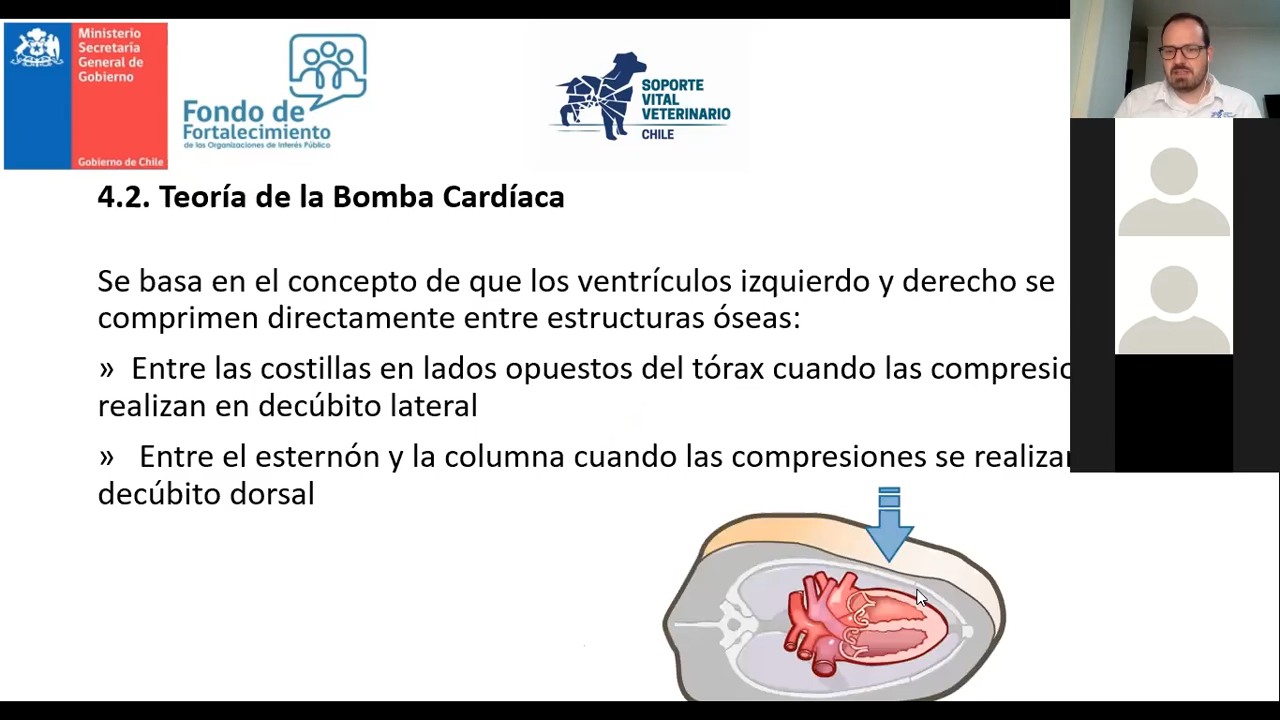 Ministerio
Secretaría
General de
Gobierno
Gobierno de Chile
Fondo de
Fortalecimiento
de las Organizaciones de Interés Público
SOPORTE
VITAL
VETERINARIO
CHILE
4.2. Teoría de la Bomba Cardíaca
Se basa en el concepto de que los ventrículos izquierdo y derecho se
comprimen directamente entre estructuras óseas:
» Entre las costillas en lados opuestos del tórax cuando las compresio
realizan en decúbito lateral
» Entre el esternón y la columna cuando las compresiones se realizan
decúbito dorsal